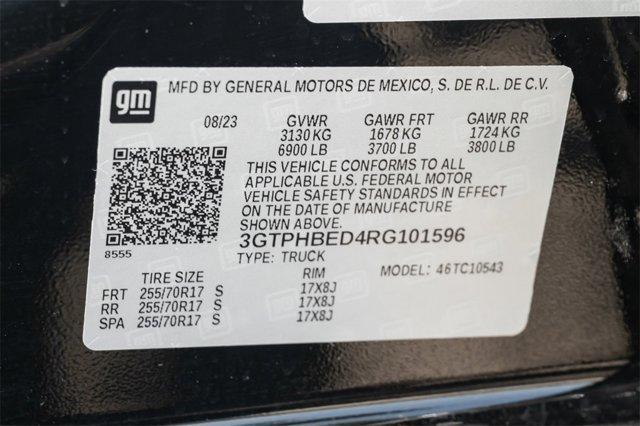 gm
MFD BY GENERAL MOTORS DE MEXICO, S. DE R.L. DE C.V.
08/23 GVWR GAWR FRT GAWR RR
3130 KG 1678 KG 1724 KG
6900 LB 3700 LB 3800 LB
THIS VEHICLE CONFORMS TO ALL
APPLICABLE U.S. FEDERAL MOTOR
VEHICLE SAFETY STANDARDS IN EFFECT
ON THE DATE OF MANUFACTURE
SHOWN ABOVE.
3GTPHBED4RG101596
8555
TYPE: TRUCK
MODEL: 46TC10543
TIRE SIZE RIM
FRT 255/70R17 S 17X8J
RR 255/70R17 S 17X8J
SPA 255/70R17 S 17X8J